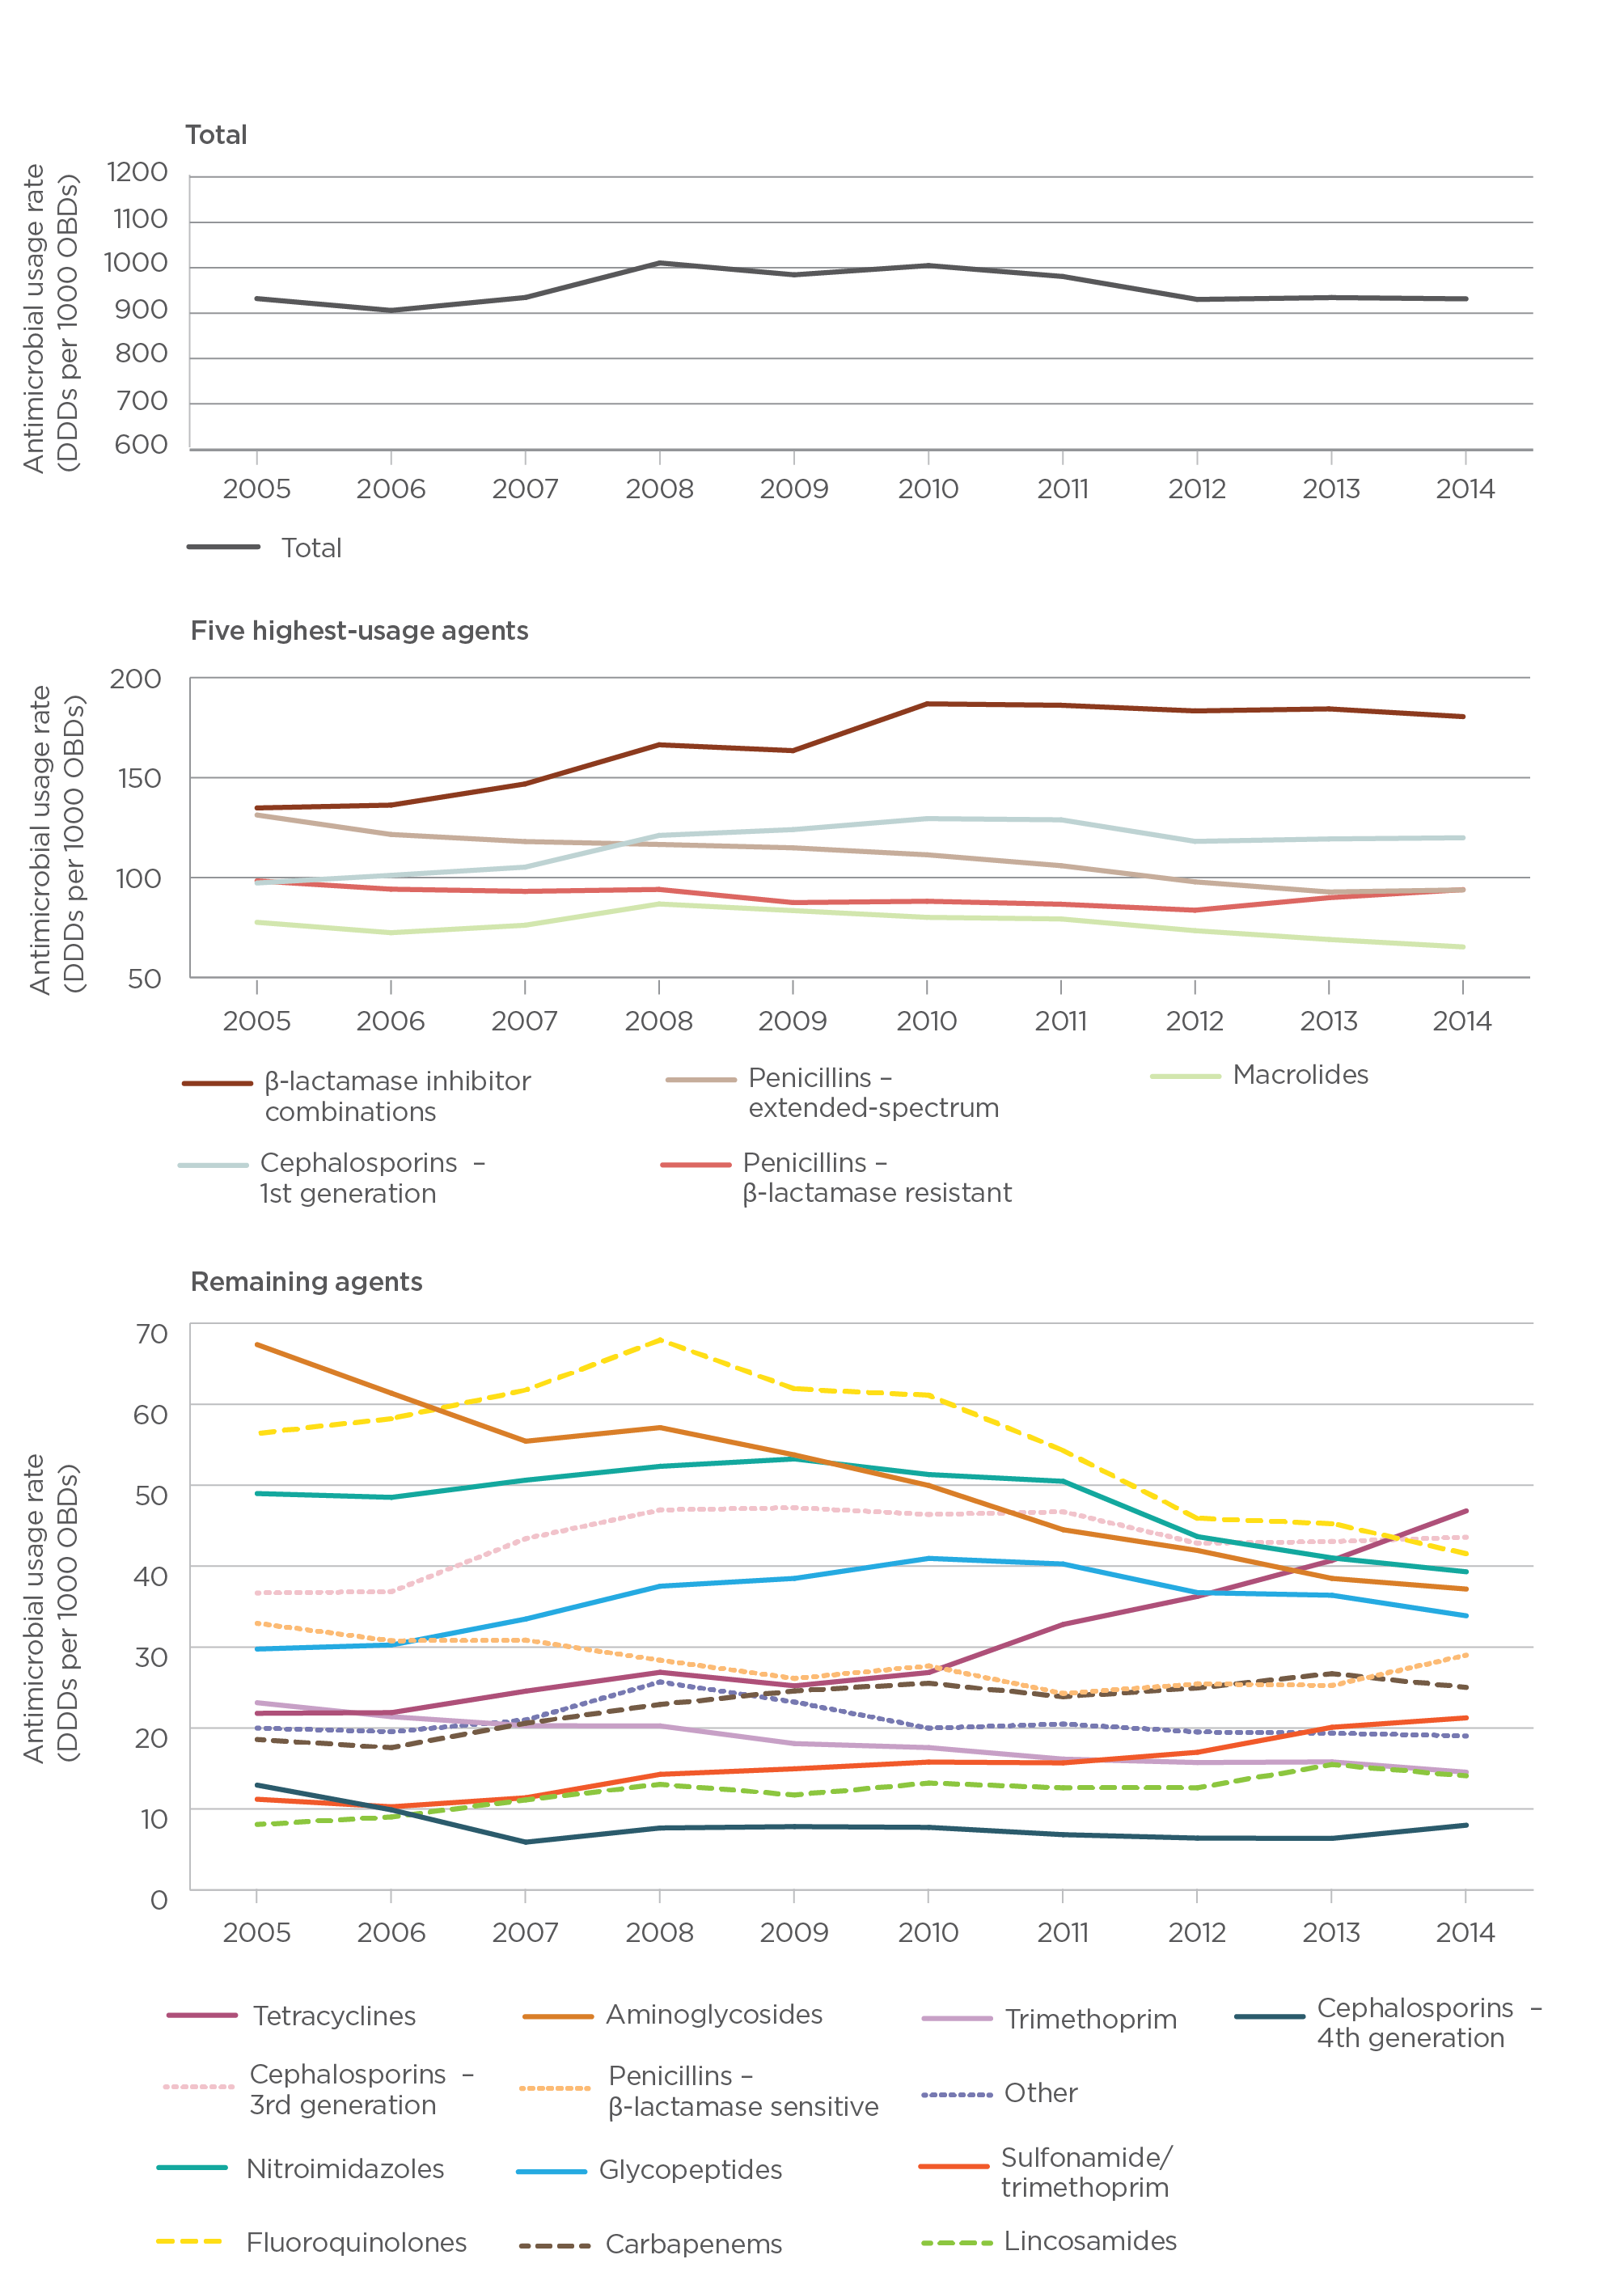 Total
Antimicrobial usage rate
(DDDs per 1000 OBDs)
1200
1100
1000
900
800
700
600
2005 2006 2007 2008 2009 2010 2011 2012 2013 2014
Total
Five highest-usage agents
Antimicrobial usage rate
(DDDs per 1000 OBDs)
200
150
100
50
2005 2006 2007 2008 2009 2010 2011 2012 2013 2014
β-lactamase inhibitor
combinations
Penicillins –
extended-spectrum
Macrolides
Cephalosporins –
1st generation
Penicillins –
β-lactamase resistant
Remaining agents
Antimicrobial usage rate
(DDDs per 1000 OBDs)
70
60
50
40
30
20
10
0
2005 2006 2007 2008 2009 2010 2011 2012 2013 2014
Tetracyclines
Aminoglycosides
Trimethoprim
Cephalosporins –
4th generation
Cephalosporins –
3rd generation
Penicillins –
β-lactamase sensitive
Other
Nitroimidazoles
Glycopeptides
Sulfonamide/
trimethoprim
Fluoroquinolones
Carbapenems
Lincosamides